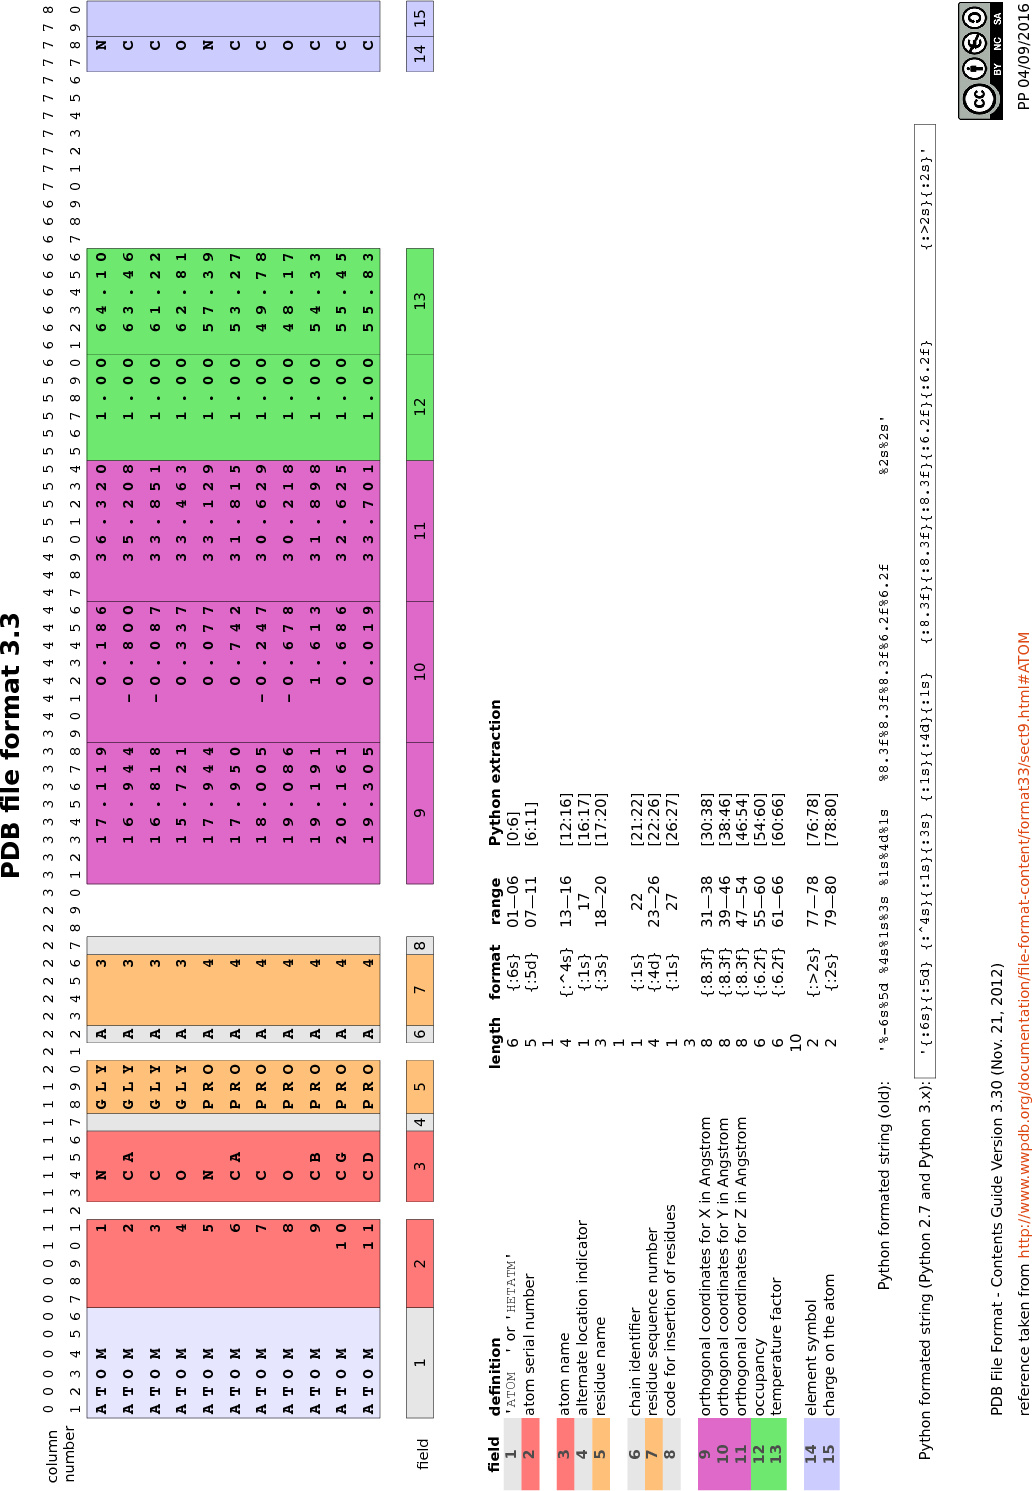 PDB file format 3.3
column 0 0 0 0 0 0 0 0 0 1 1 1 1 1 1 1 1 1 1 2 2 2 2 2 2 2 2 2 2 3 3 3 3 3 3 3 3 3 3 4 4 4 4 4 4 4 4 4 4 5 5 5 5 5 5 5 5 5 5 6 6 6 6 6 6 6 6 6 6 7 7 7 7 7 7 7 7 7 7 8
number 1 2 3 4 5 6 7 8 9 0 1 2 3 4 5 6 7 8 9 0 1 2 3 4 5 6 7 8 9 0 1 2 3 4 5 6 7 8 9 0 1 2 3 4 5 6 7 8 9 0 1 2 3 4 5 6 7 8 9 0 1 2 3 4 5 6 7 8 9 0 1 2 3 4 5 6 7 8 9 0
ATOM 1 N GLY A 3 17.119 0.186 36.320 1.00 64.10 N
ATOM 2 CA GLY A 3 16.944 -0.800 35.208 1.00 63.46 C
ATOM 3 C GLY A 3 16.818 -0.087 33.851 1.00 61.22 C
ATOM 4 O GLY A 3 15.721 0.337 33.463 1.00 62.81 O
ATOM 5 N PRO A 4 17.944 0.077 33.129 1.00 57.39 N
ATOM 6 CA PRO A 4 17.950 0.742 31.815 1.00 53.27 C
ATOM 7 C PRO A 4 18.005 -0.247 30.629 1.00 49.78 C
ATOM 8 O PRO A 4 19.086 -0.678 30.218 1.00 48.17 O
ATOM 9 CB PRO A 4 19.191 1.613 31.898 1.00 54.33 C
ATOM 10 CG PRO A 4 20.161 0.686 32.625 1.00 55.45 C
ATOM 11 CD PRO A 4 19.305 0.019 33.701 1.00 55.83 C
field 1 2 3 4 5 6 7 8 9 10 11 12 13 14 15
field definition length format range Python extraction
1 'ATOM  ' or 'HETATM' 6 {:6s} 01—06 [0:6]
2 atom serial number 5 {:5d} 07—11 [6:11]
1
3 atom name 4 {:^4s} 13—16 [12:16]
4 alternate location indicator 1 {:1s} 17 [16:17]
5 residue name 3 {:3s} 18—20 [17:20]
1
6 chain identifier 1 {:1s} 22 [21:22]
7 residue sequence number 4 {:4d} 23—26 [22:26]
8 code for insertion of residues 1 {:1s} 27 [26:27]
3
9 orthogonal coordinates for X in Angstrom 8 {:8.3f} 31—38 [30:38]
10 orthogonal coordinates for Y in Angstrom 8 {:8.3f} 39—46 [38:46]
11 orthogonal coordinates for Z in Angstrom 8 {:8.3f} 47—54 [46:54]
12 occupancy 6 {:6.2f} 55—60 [54:60]
13 temperature factor 6 {:6.2f} 61—66 [60:66]
10
14 element symbol 2 {:>2s} 77—78 [76:78]
15 charge on the atom 2 {:2s} 79—80 [78:80]
Python formated string (old): '%-6s%5d %4s%1s%3s %1s%4d%1s   %8.3f%8.3f%8.3f%6.2f%6.2f          %2s%2s'
Python formated string (Python 2.7 and Python 3.x): '{:6s}{:5d} {:^4s}{:1s}{:3s} {:1s}{:4d}{:1s}   {:8.3f}{:8.3f}{:8.3f}{:6.2f}{:6.2f}          {:>2s}{:2s}'
PDB File Format - Contents Guide Version 3.30 (Nov. 21, 2012)
reference taken from http://www.wwpdb.org/documentation/file-format-content/format33/sect9.html#ATOM
cc BY NC SA
PP 04/09/2016